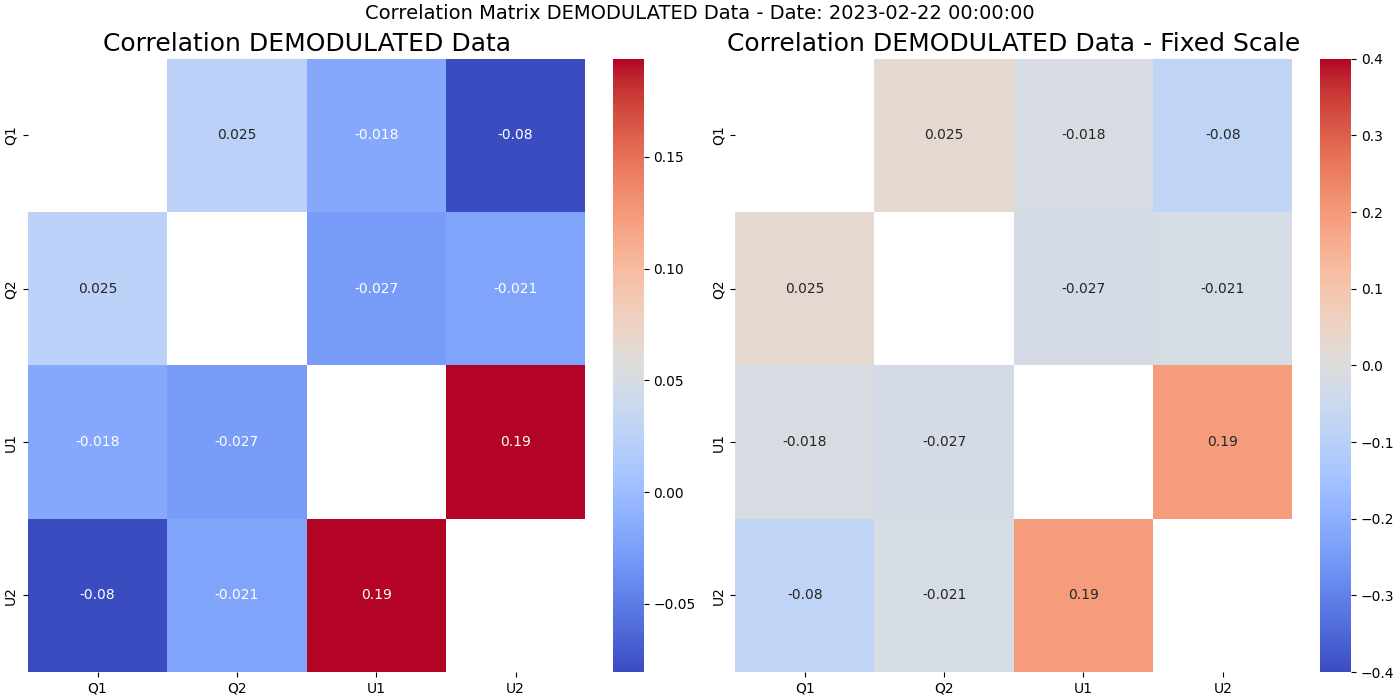 Correlation Matrix DEMODULATED Data - Date: 2023-02-22 00:00:00
Correlation DEMODULATED Data
Q1
0.025
-0.018
-0.08
Q2
0.025
-0.027
-0.021
U1
-0.018
-0.027
0.19
U2
-0.08
-0.021
0.19
Q1
Q2
U1
U2
0.15
0.10
0.05
0.00
−0.05
Correlation DEMODULATED Data - Fixed Scale
Q1
0.025
-0.018
-0.08
Q2
0.025
-0.027
-0.021
U1
-0.018
-0.027
0.19
U2
-0.08
-0.021
0.19
Q1
Q2
U1
U2
0.4
0.3
0.2
0.1
0.0
−0.1
−0.2
−0.3
−0.4